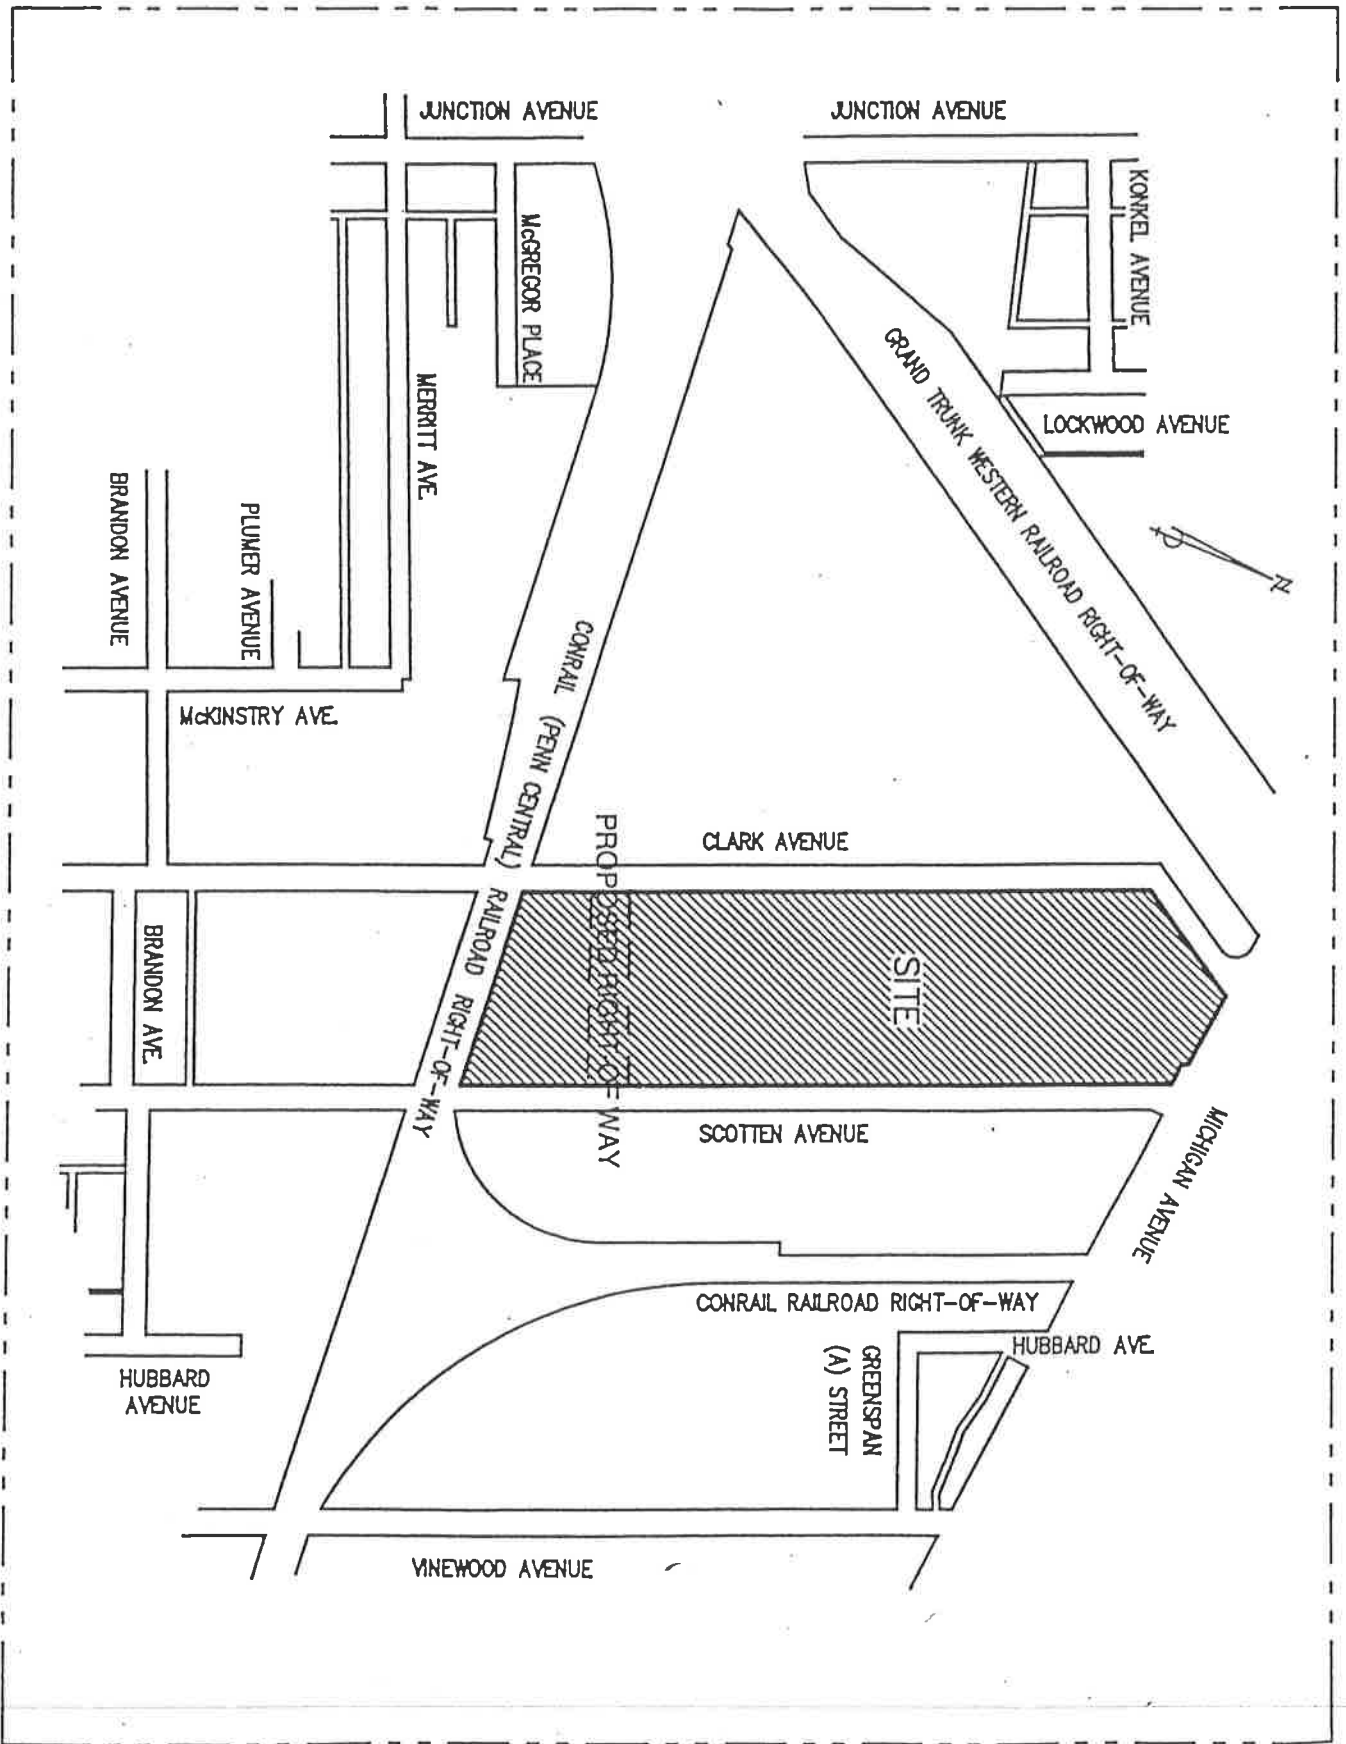 JUNCTION AVENUE
JUNCTION AVENUE
KONKEL AVENUE
McGREGOR PLACE
MERRITT AVE.
GRAND TRUNK WESTERN RAILROAD RIGHT-OF-WAY
LOCKWOOD AVENUE
N
BRANDON AVENUE
PLUMER AVENUE
McKINSTRY AVE.
CONRAIL (PENN CENTRAL) RAILROAD RIGHT-OF-WAY
CLARK AVENUE
PROPOSED RIGHT-OF WAY
SITE
BRANDON AVE.
SCOTTEN AVENUE
MICHIGAN AVENUE
CONRAIL RAILROAD RIGHT-OF-WAY
HUBBARD AVE.
GREENSPAN
(A) STREET
HUBBARD
AVENUE
VINEWOOD AVENUE